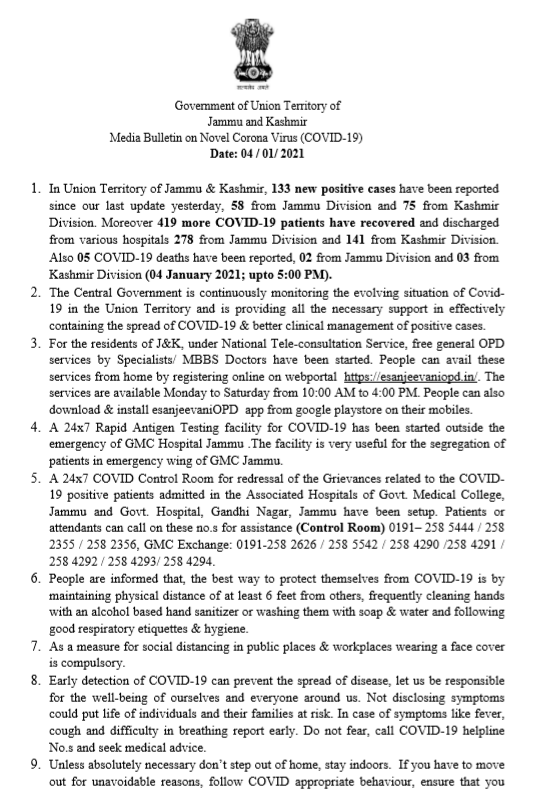 सत्यमेव जयते
Government of Union Territory of
Jammu and Kashmir
Media Bulletin on Novel Corona Virus (COVID-19)
Date: 04 / 01/ 2021
1. In Union Territory of Jammu & Kashmir, 133 new positive cases have been reported
since our last update yesterday, 58 from Jammu Division and 75 from Kashmir
Division. Moreover 419 more COVID-19 patients have recovered and discharged
from various hospitals 278 from Jammu Division and 141 from Kashmir Division.
Also 05 COVID-19 deaths have been reported, 02 from Jammu Division and 03 from
Kashmir Division (04 January 2021; upto 5:00 PM).
2. The Central Government is continuously monitoring the evolving situation of Covid-
19 in the Union Territory and is providing all the necessary support in effectively
containing the spread of COVID-19 & better clinical management of positive cases.
3. For the residents of J&K, under National Tele-consultation Service, free general OPD
services by Specialists/ MBBS Doctors have been started. People can avail these
services from home by registering online on webportal https://esanjeevaniopd.in/. The
services are available Monday to Saturday from 10:00 AM to 4:00 PM. People can also
download & install esanjeevaniOPD app from google playstore on their mobiles.
4. A 24x7 Rapid Antigen Testing facility for COVID-19 has been started outside the
emergency of GMC Hospital Jammu .The facility is very useful for the segregation of
patients in emergency wing of GMC Jammu.
5. A 24x7 COVID Control Room for redressal of the Grievances related to the COVID-
19 positive patients admitted in the Associated Hospitals of Govt. Medical College,
Jammu and Govt. Hospital, Gandhi Nagar, Jammu have been setup. Patients or
attendants can call on these no.s for assistance (Control Room) 0191– 258 5444 / 258
2355 / 258 2356, GMC Exchange: 0191-258 2626 / 258 5542 / 258 4290 /258 4291 /
258 4292 / 258 4293/ 258 4294.
6. People are informed that, the best way to protect themselves from COVID-19 is by
maintaining physical distance of at least 6 feet from others, frequently cleaning hands
with an alcohol based hand sanitizer or washing them with soap & water and following
good respiratory etiquettes & hygiene.
7. As a measure for social distancing in public places & workplaces wearing a face cover
is compulsory.
8. Early detection of COVID-19 can prevent the spread of disease, let us be responsible
for the well-being of ourselves and everyone around us. Not disclosing symptoms
could put life of individuals and their families at risk. In case of symptoms like fever,
cough and difficulty in breathing report early. Do not fear, call COVID-19 helpline
No.s and seek medical advice.
9. Unless absolutely necessary don’t step out of home, stay indoors. If you have to move
out for unavoidable reasons, follow COVID appropriate behaviour, ensure that you